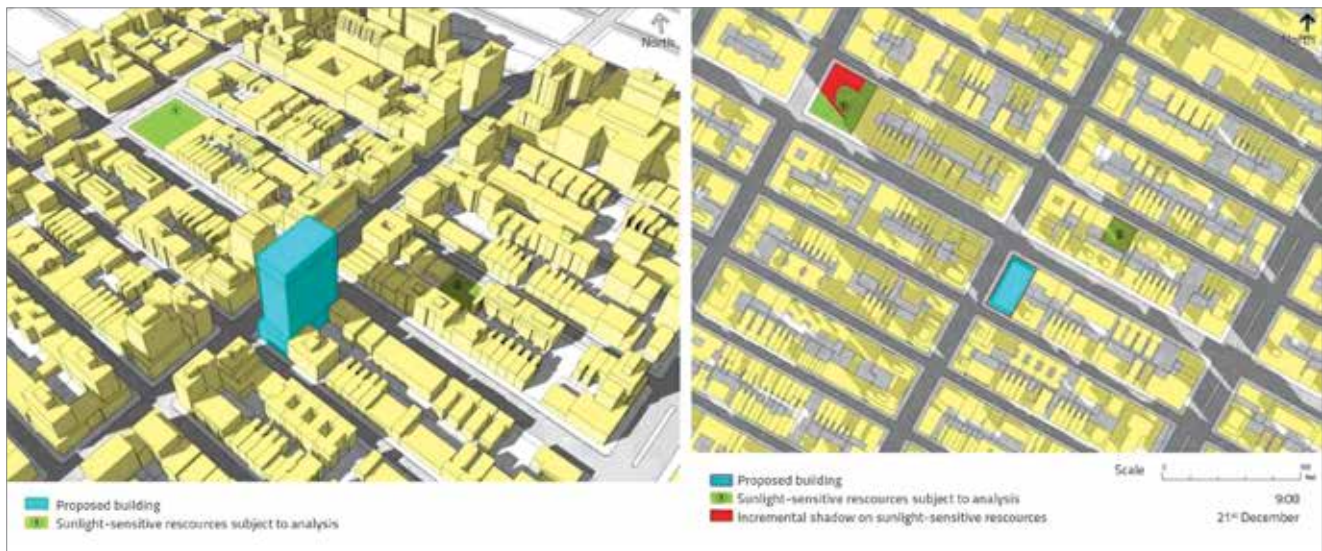 North
Proposed building
Sunlight-sensitive rescources subject to analysis
North
Proposed building
Sunlight-sensitive rescources subject to analysis
Incremental shadow on sunlight-sensitive rescources
Scale
9:00
21st December